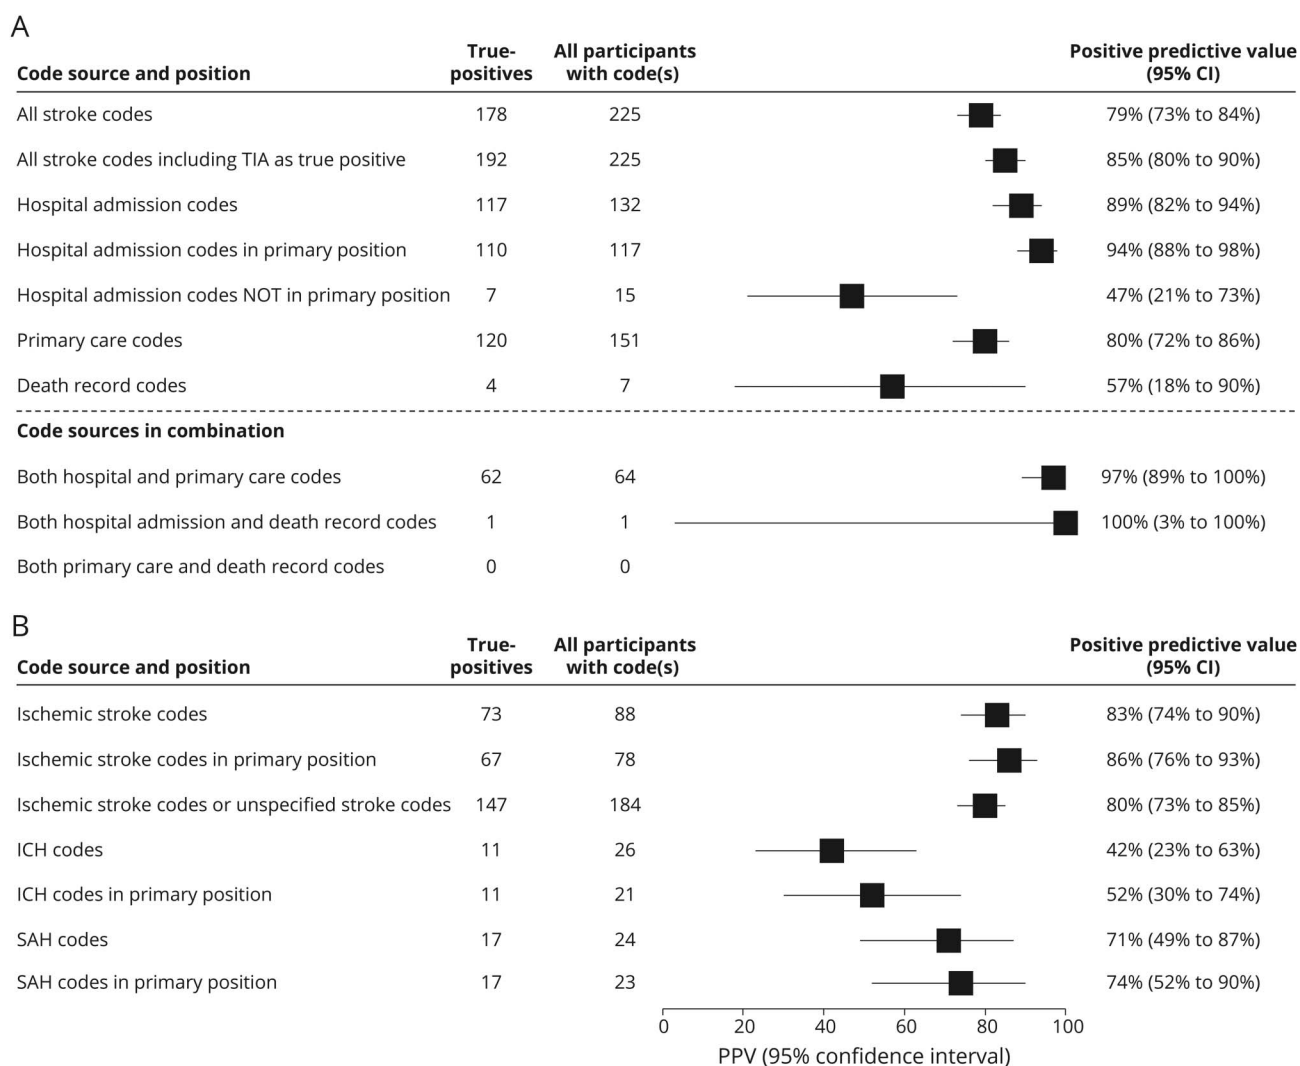 A
True-
positives
All participants
with code(s)
Positive predictive value
(95% CI)
Code source and position
All stroke codes 178 225 79% (73% to 84%)
All stroke codes including TIA as true positive 192 225 85% (80% to 90%)
Hospital admission codes 117 132 89% (82% to 94%)
Hospital admission codes in primary position 110 117 94% (88% to 98%)
Hospital admission codes NOT in primary position 7 15 47% (21% to 73%)
Primary care codes 120 151 80% (72% to 86%)
Death record codes 4 7 57% (18% to 90%)
Code sources in combination
Both hospital and primary care codes 62 64 97% (89% to 100%)
Both hospital admission and death record codes 1 1 100% (3% to 100%)
Both primary care and death record codes 0 0
B
True-
positives
All participants
with code(s)
Positive predictive value
(95% CI)
Code source and position
Ischemic stroke codes 73 88 83% (74% to 90%)
Ischemic stroke codes in primary position 67 78 86% (76% to 93%)
Ischemic stroke codes or unspecified stroke codes 147 184 80% (73% to 85%)
ICH codes 11 26 42% (23% to 63%)
ICH codes in primary position 11 21 52% (30% to 74%)
SAH codes 17 24 71% (49% to 87%)
SAH codes in primary position 17 23 74% (52% to 90%)
0 20 40 60 80 100
PPV (95% confidence interval)